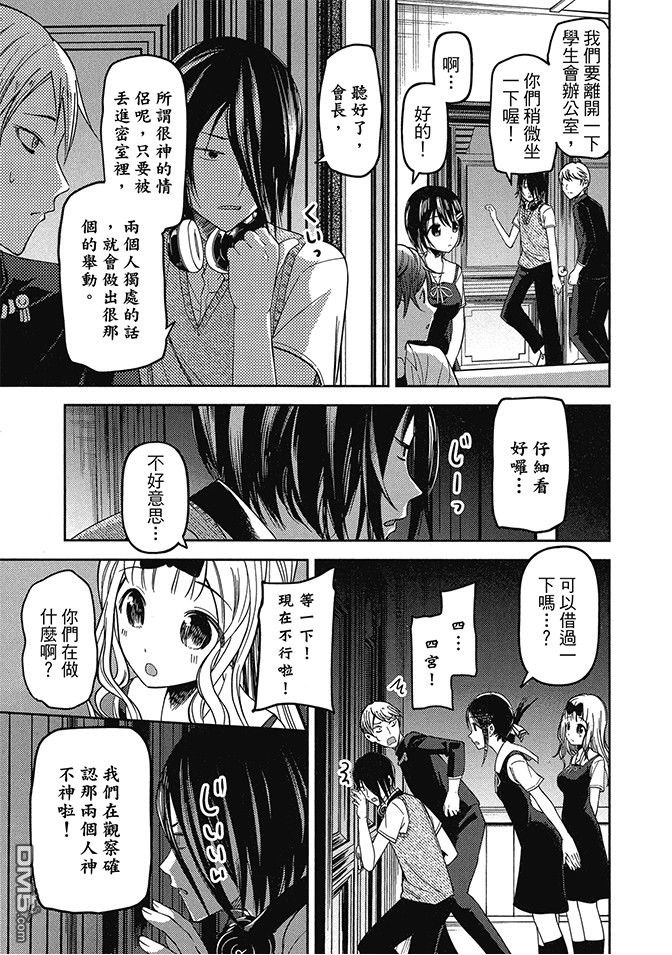 我們要離開一下
學生會辦公室，
你們稍微坐
一下喔！
啊…
好的！
聽好了，
會長，
ぐいっ
所謂很神的情
侶呢，只要被
丟進密室裡，
兩個人獨處的話
，就會做出很那
個的舉動。
仔細看
好囉…
じーっ
不好意思…
可以借過一
下嗎…？
四…
四宮！
等一下！
現在不行啦！
你們在做
什麼啊？
我們在觀察確
認那兩個人神
不神啦！
DM5